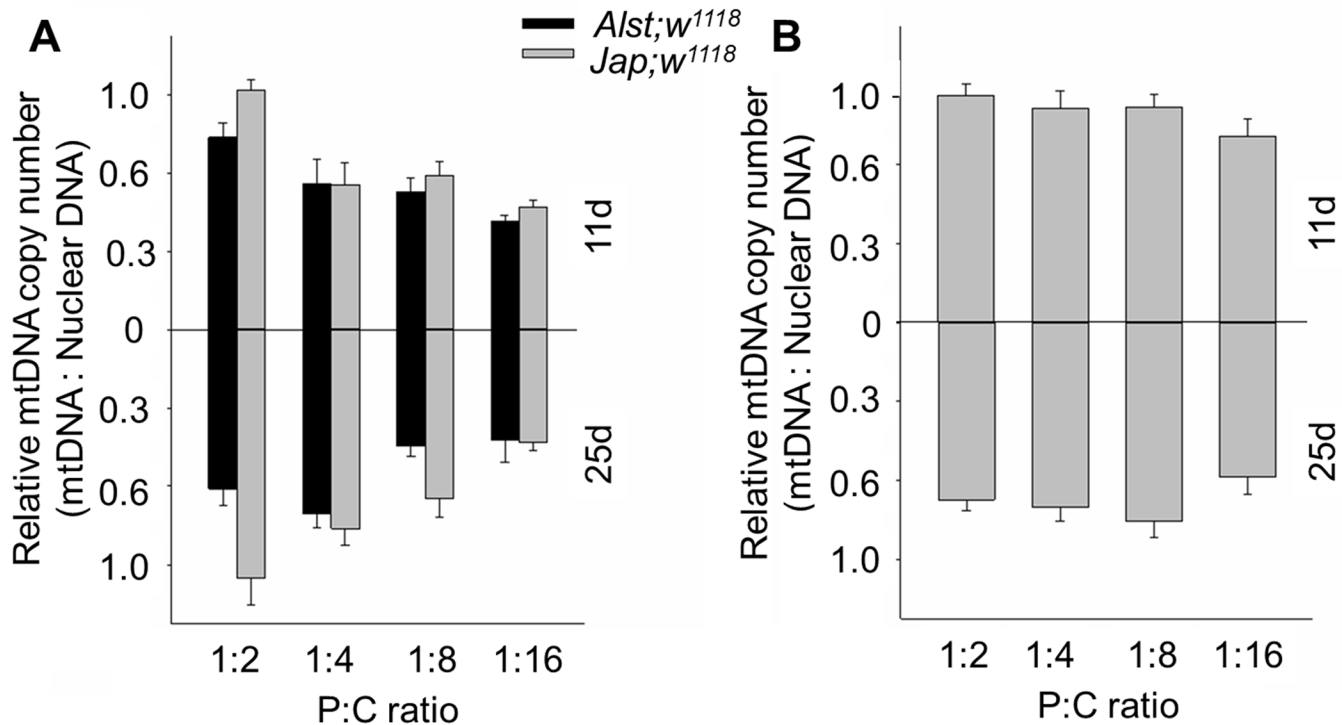 A
Alst;w1118
Jap;w1118
Relative mtDNA copy number
(mtDNA : Nuclear DNA)
1.0
0.6
0.3
0
0.3
0.6
1.0
11d
25d
1:2 1:4 1:8 1:16
P:C ratio
B
Relative mtDNA copy number
(mtDNA : Nuclear DNA)
1.0
0.6
0.3
0
0.3
0.6
1.0
11d
25d
1:2 1:4 1:8 1:16
P:C ratio